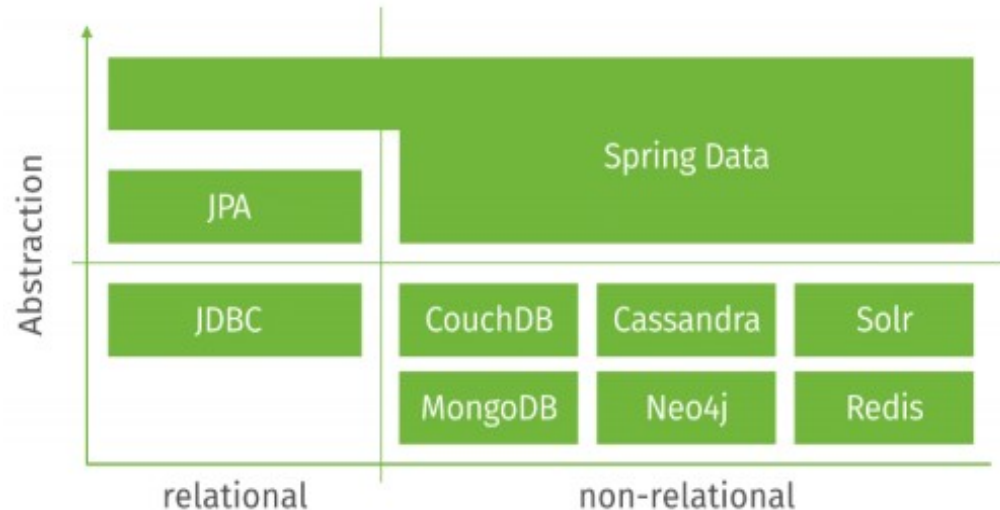 Abstraction
Spring Data
JPA
JDBC
CouchDB
Cassandra
Solr
MongoDB
Neo4j
Redis
relational
non-relational